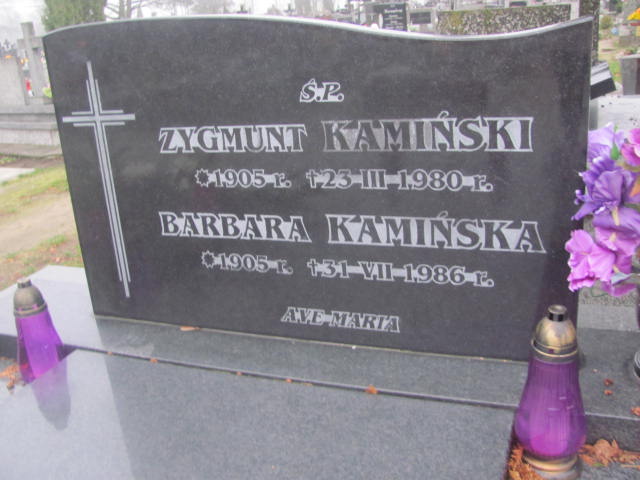 Ś.P.
ZYGMUNT KAMIŃSKI
*1905 r. †23 III 1980 r.
BARBARA KAMIŃSKA
*1905 r. †31 VII 1986 r.
AVE MARIA